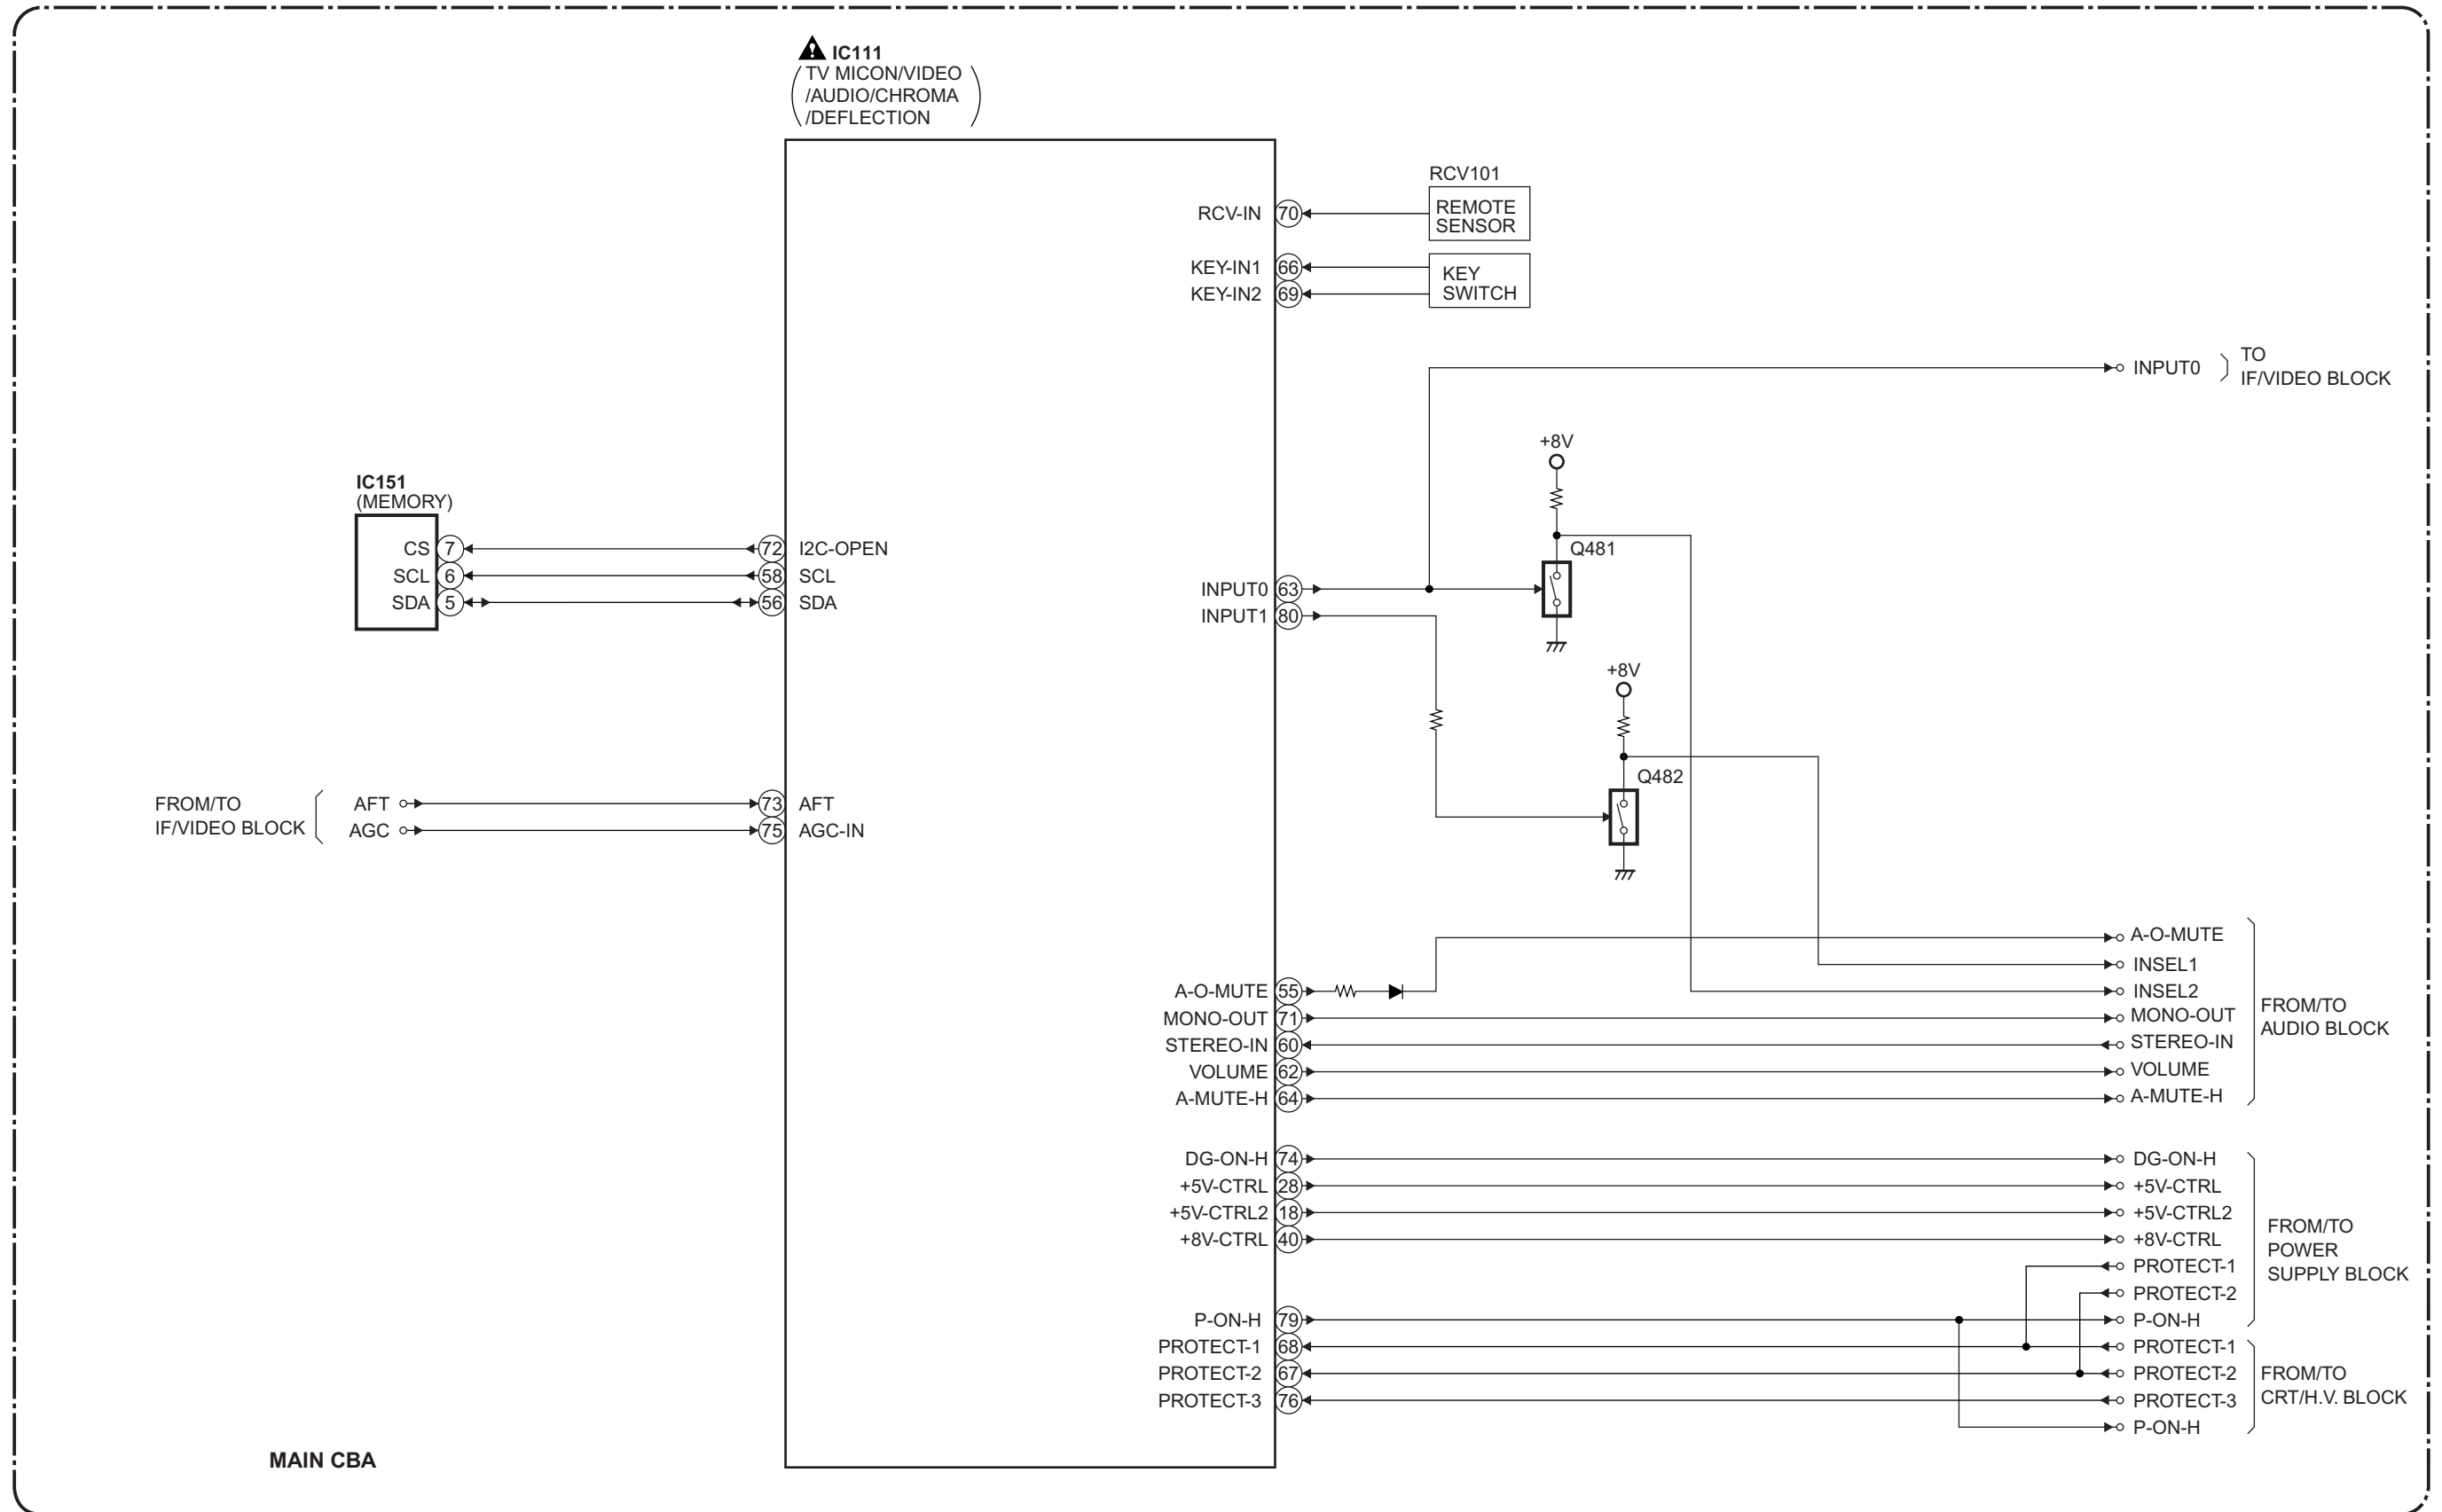 IC111
TV MICON/VIDEO
/AUDIO/CHROMA
/DEFLECTION
RCV101
RCV-IN 70 REMOTE
SENSOR
KEY-IN1 66 KEY
KEY-IN2 69 SWITCH
INPUT0 TO
IF/VIDEO BLOCK
+8V
IC151
(MEMORY)
CS 7 72 I2C-OPEN
SCL 6 58 SCL
SDA 5 56 SDA
Q481
INPUT0 63
INPUT1 80
+8V
Q482
FROM/TO
IF/VIDEO BLOCK
AFT 73 AFT
AGC 75 AGC-IN
A-O-MUTE
INSEL1
A-O-MUTE 55 INSEL2
MONO-OUT 71 MONO-OUT
STEREO-IN 60 STEREO-IN
VOLUME 62 VOLUME
A-MUTE-H 64 A-MUTE-H
FROM/TO
AUDIO BLOCK
DG-ON-H 74 DG-ON-H
+5V-CTRL 28 +5V-CTRL
+5V-CTRL2 18 +5V-CTRL2
+8V-CTRL 40 +8V-CTRL
PROTECT-1
PROTECT-2
P-ON-H 79 P-ON-H
FROM/TO
POWER
SUPPLY BLOCK
PROTECT-1 68 PROTECT-1
PROTECT-2 67 PROTECT-2
PROTECT-3 76 PROTECT-3
P-ON-H
FROM/TO
CRT/H.V. BLOCK
MAIN CBA